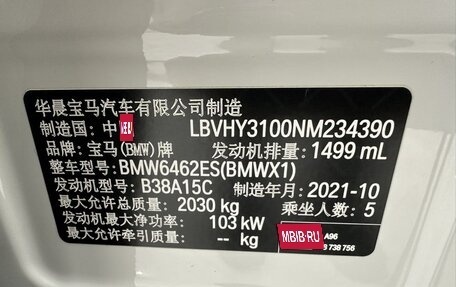 华晨宝马汽车有限公司制造
制造国: 中 LBVHY3100NM234390
品牌: 宝马(BMW)牌 发动机排量: 1499 mL
整车型号: BMW6462ES(BMWX1)
发动机型号: B38A15C 制造年月: 2021-10
最大允许总质量: 2030 kg 乘坐人数: 5
发动机最大净功率: 103 kW
最大允许牵引质量: -- kg
MBIB.RU A96
738 756